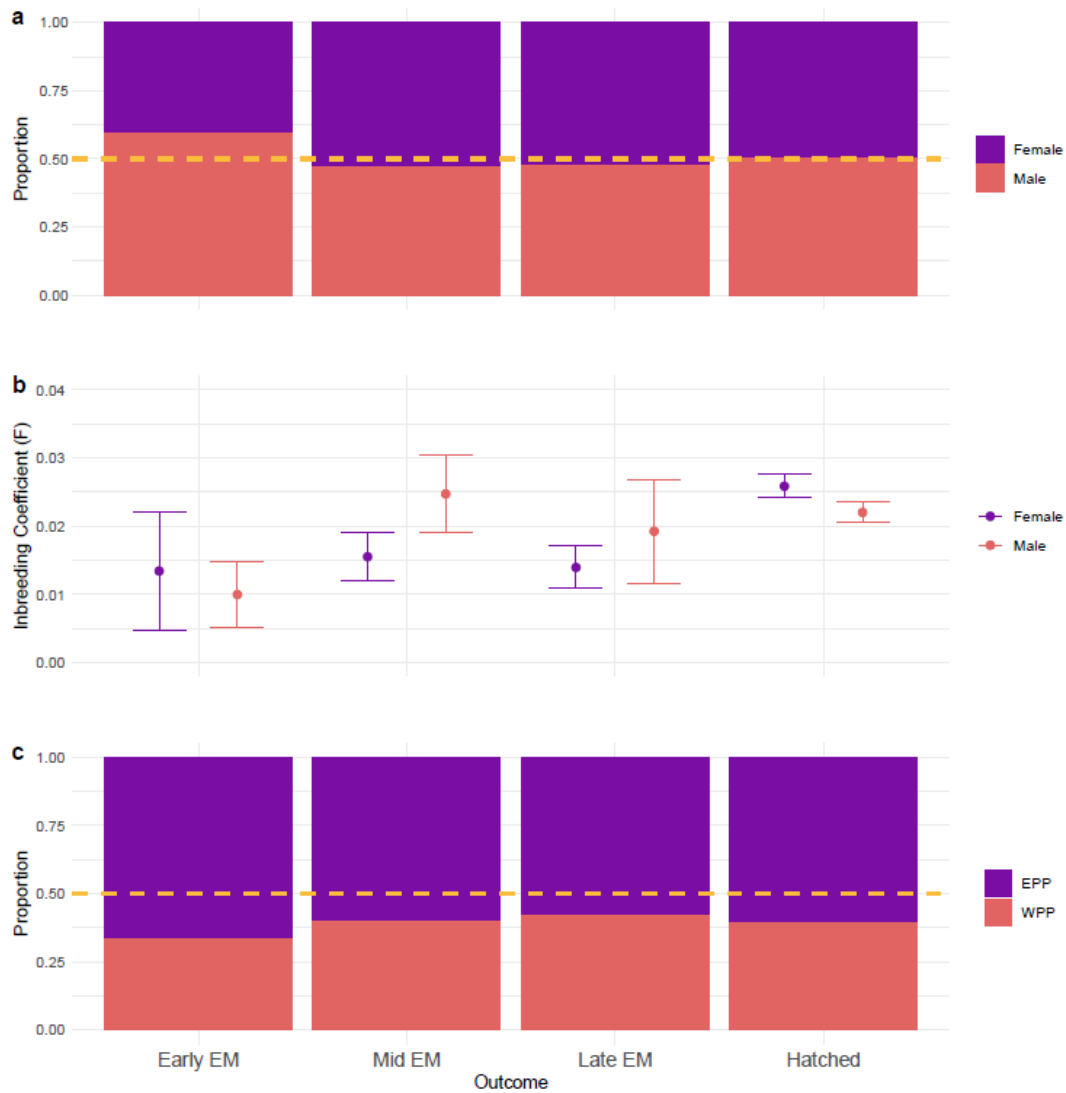 a
Proportion
1.00
0.75
0.50
0.25
0.00
Female
Male
b
Inbreeding Coefficient (F)
0.04
0.03
0.02
0.01
0.00
Female
Male
c
Proportion
1.00
0.75
0.50
0.25
0.00
EPP
WPP
Early EM Mid EM Late EM Hatched
Outcome